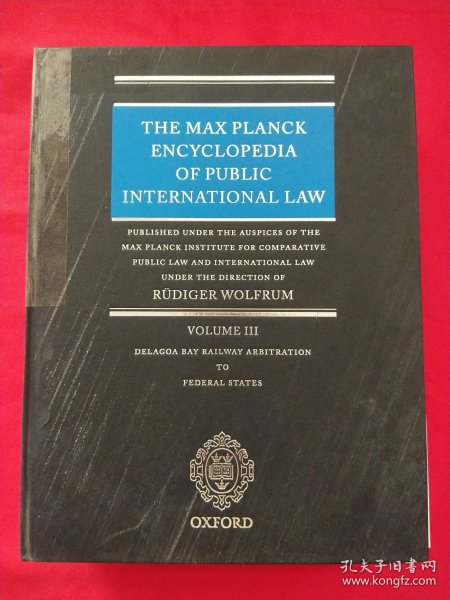 THE MAX PLANCK
ENCYCLOPEDIA
OF PUBLIC
INTERNATIONAL LAW
PUBLISHED UNDER THE AUSPICES OF THE
MAX PLANCK INSTITUTE FOR COMPARATIVE
PUBLIC LAW AND INTERNATIONAL LAW
UNDER THE DIRECTION OF
RÜDIGER WOLFRUM
VOLUME III
DELAGOA BAY RAILWAY ARBITRATION
TO
FEDERAL STATES
OXFORD
孔夫子旧书网
www.kongfz.com